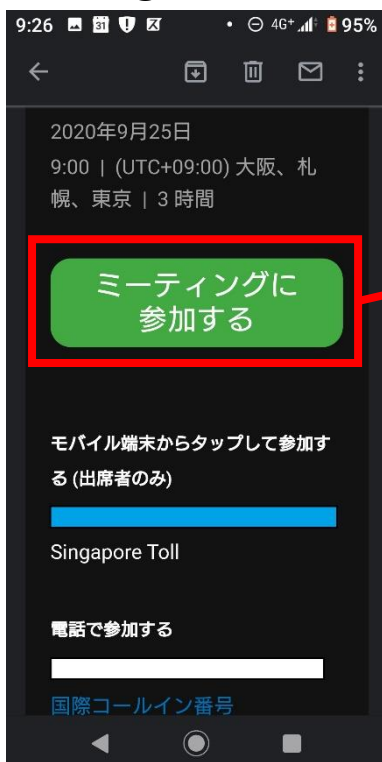 9:26 31 4G+ 95%
2020年9月25日
9:00 | (UTC+09:00) 大阪、札
幌、東京 | 3 時間
ミーティングに
参加する
モバイル端末からタップして参加す
る (出席者のみ)
Singapore Toll
電話で参加する
国際コールイン番号